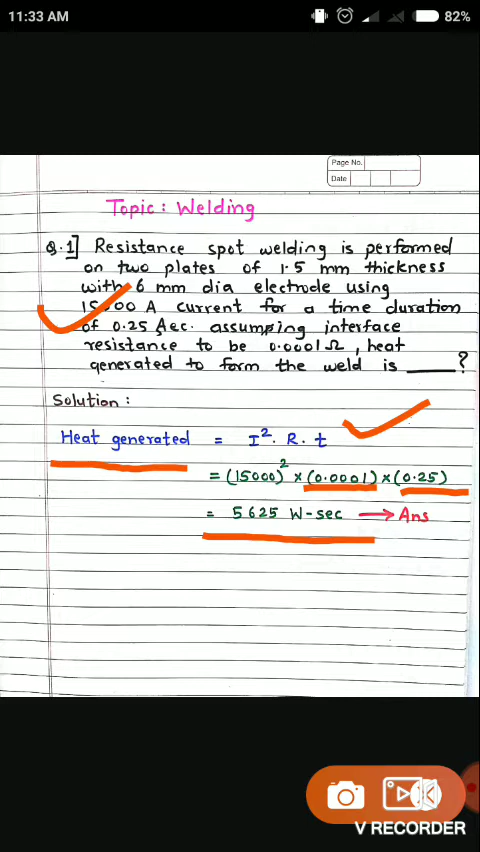 11:33 AM
82%
Page No.
Date
Topic: Welding
Q.1] Resistance spot welding is performed
on two plates of 1.5 mm thickness
with 6 mm dia electrode using
15000 A current for a time duration
of 0.25 sec. assuming interface
resistance to be 0.0001Ω, heat
generated to form the weld is ____?
Solution:
Heat generated = I². R. t
= (15000)² × (0.0001) × (0.25)
= 5625 W-sec → Ans
V RECORDER